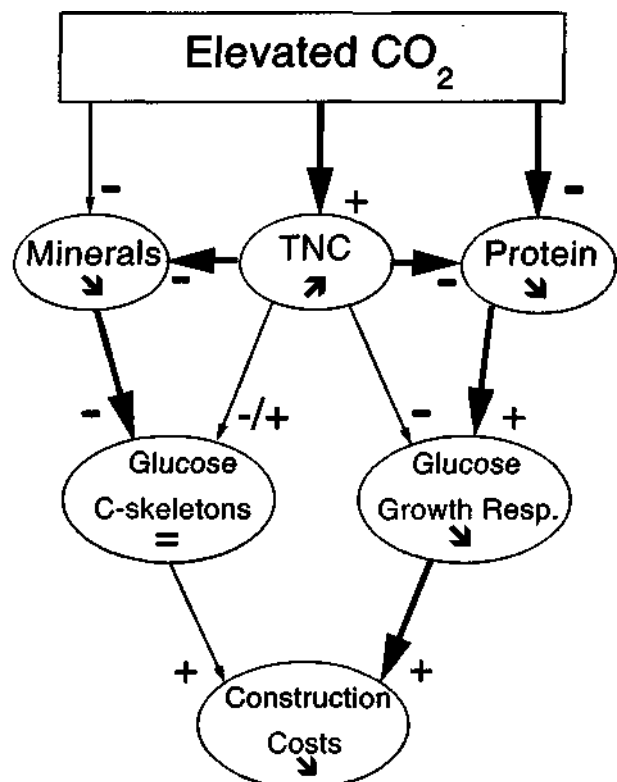 Elevated CO₂
-
+
-
Minerals
↘
-
TNC
↗
-
Protein
↘
-
-/+
-
+
Glucose
C-skeletons
=
Glucose
Growth Resp.
↘
+
+
Construction
Costs
↘